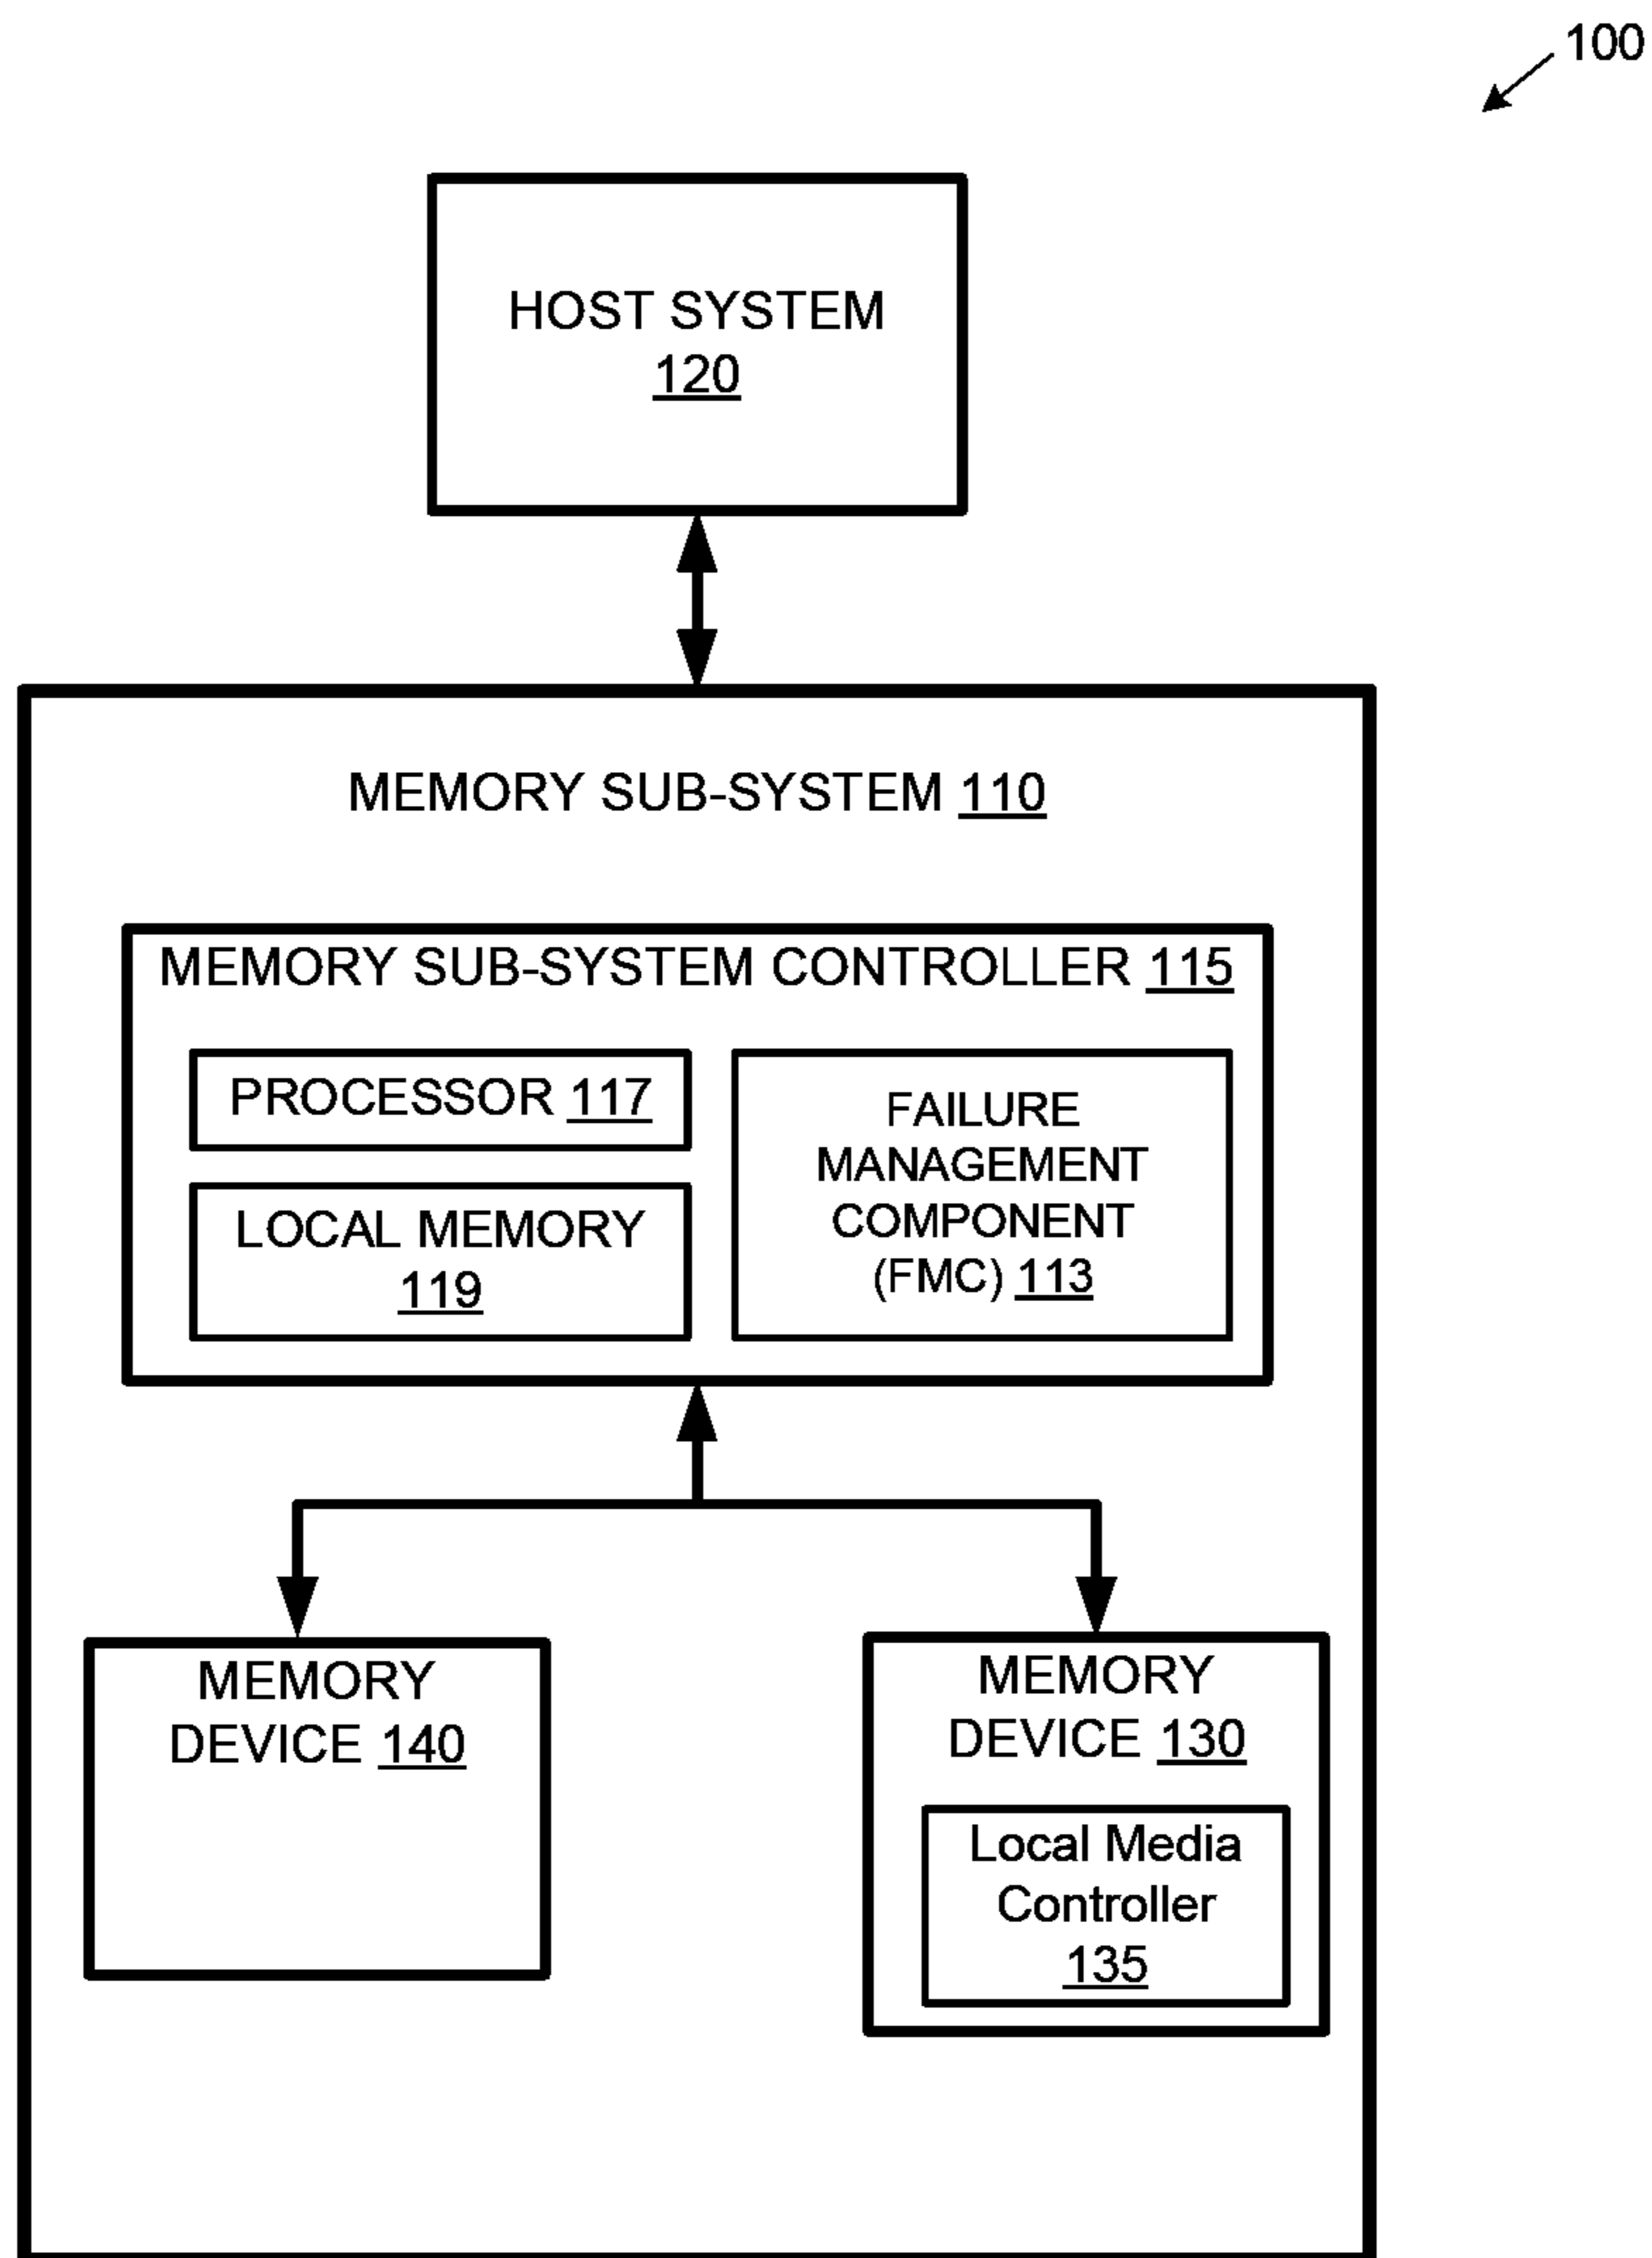 100
HOST SYSTEM
120
MEMORY SUB-SYSTEM 110
MEMORY SUB-SYSTEM CONTROLLER 115
PROCESSOR 117
LOCAL MEMORY
119
FAILURE
MANAGEMENT
COMPONENT
(FMC) 113
MEMORY
DEVICE 140
MEMORY
DEVICE 130
Local Media
Controller
135